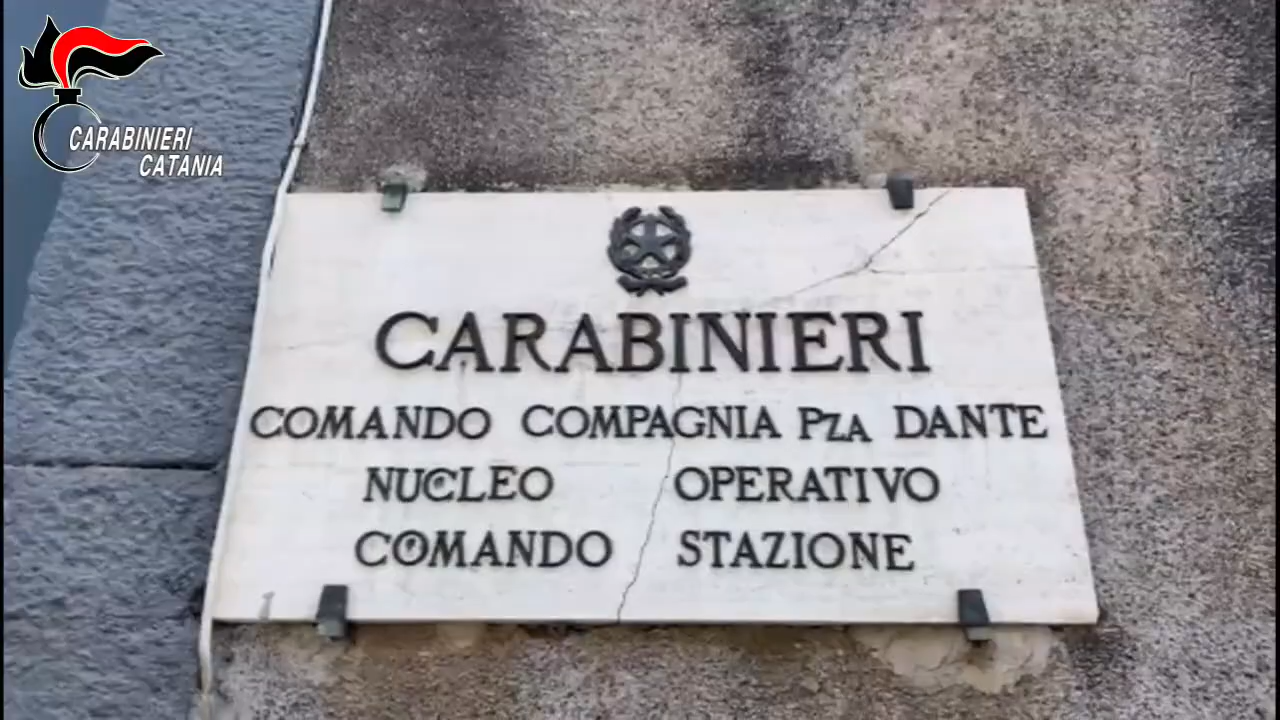 CARABINIERI
CATANIA
CARABINIERI
COMANDO COMPAGNIA PZA DANTE
NUCLEO OPERATIVO
COMANDO STAZIONE